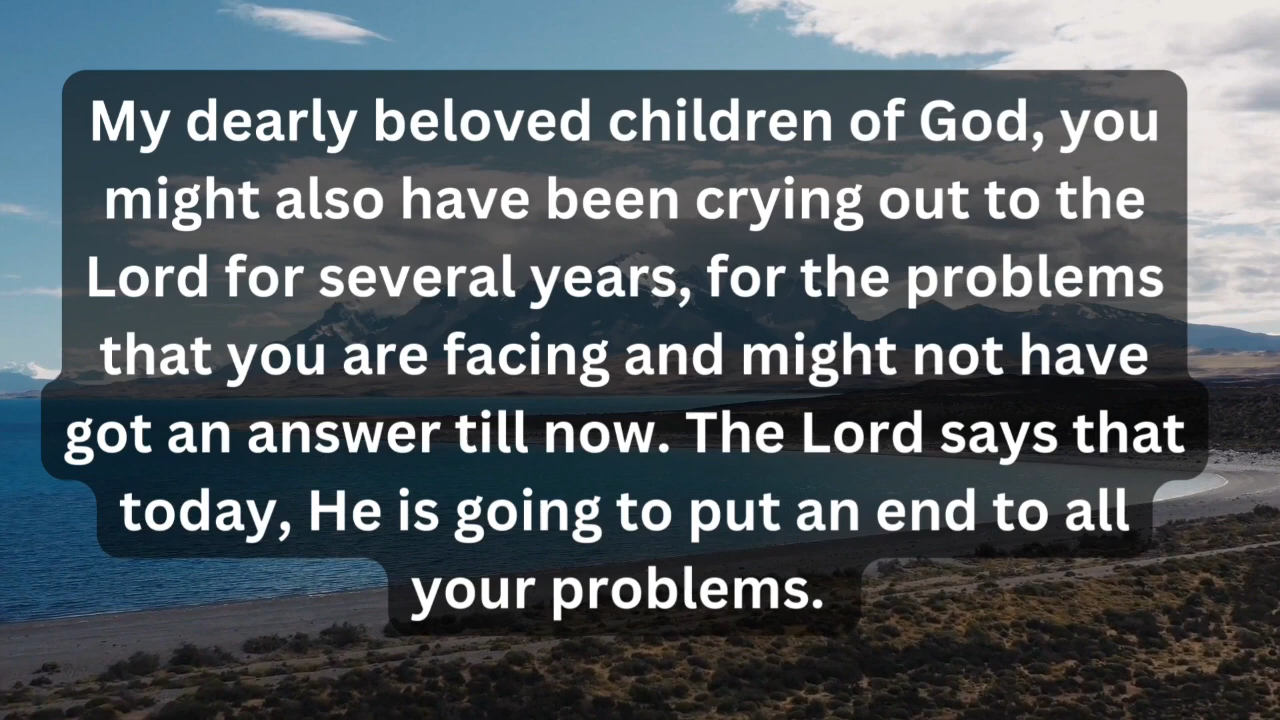 My dearly beloved children of God, you
might also have been crying out to the
Lord for several years, for the problems
that you are facing and might not have
got an answer till now. The Lord says that
today, He is going to put an end to all
your problems.